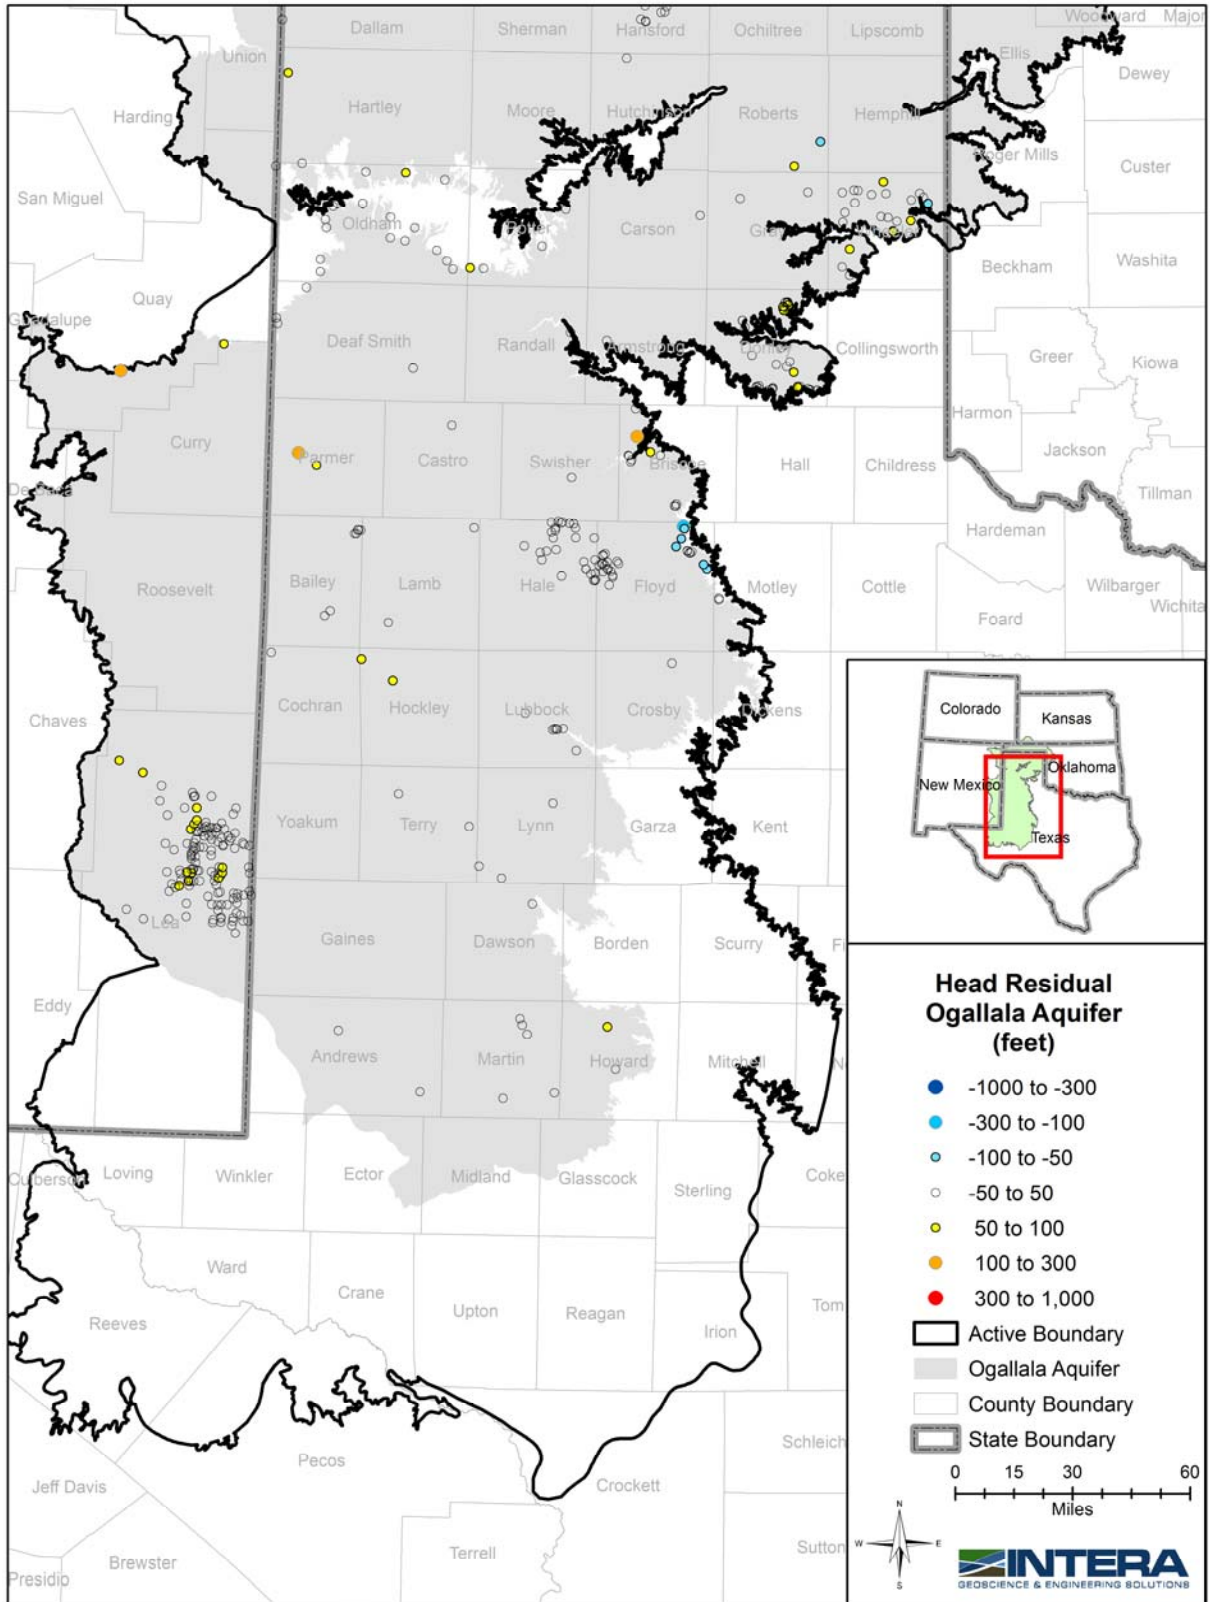 Woodward Major
Dallam Sherman Hansford Ochiltree Lipscomb
Union Ellis
Dewey
Harding Hartley Moore Hutchinson Roberts Hemphill
Roger Mills Custer
San Miguel
Oldham Potter Carson Gray Wheeler
Beckham Washita
Quay
Guadalupe
Deaf Smith Randall Armstrong Donley Collingsworth
Greer Kiowa
Harmon
Curry Parmer Castro Swisher Briscoe Hall Childress
Jackson
De Baca Tillman
Hardeman
Roosevelt Bailey Lamb Hale Floyd Motley Cottle
Wilbarger
Wichita
Foard
Chaves Cochran Hockley Lubbock Crosby Dickens
Yoakum Terry Lynn Garza Kent
Lea Gaines Dawson Borden Scurry Fi
Eddy
Andrews Martin Howard Mitchell N
Culberson Loving Winkler Ector Midland Glasscock Sterling Coke
Ward Crane
Reeves Upton Reagan Irion Tom
Pecos Schleich
Jeff Davis Crockett
Brewster Terrell Sutton
Presidio
Colorado Kansas
New Mexico Oklahoma
Texas
Head Residual
Ogallala Aquifer
(feet)
-1000 to -300
-300 to -100
-100 to -50
-50 to 50
50 to 100
100 to 300
300 to 1,000
Active Boundary
Ogallala Aquifer
County Boundary
State Boundary
0 15 30 60
Miles
N
W E
S
INTERA
GEOSCIENCE & ENGINEERING SOLUTIONS